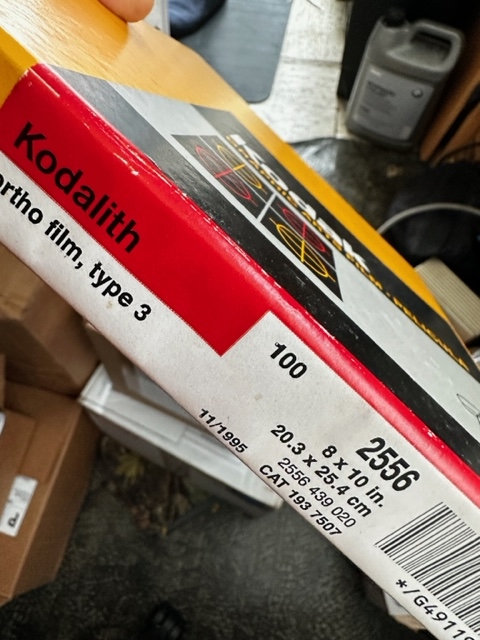 Kodak
Kodalith
ortho film, type 3
100
2556
8 x 10 in.
20.3 x 25.4 cm
2556 439 020
11/1995
CAT 193 7507